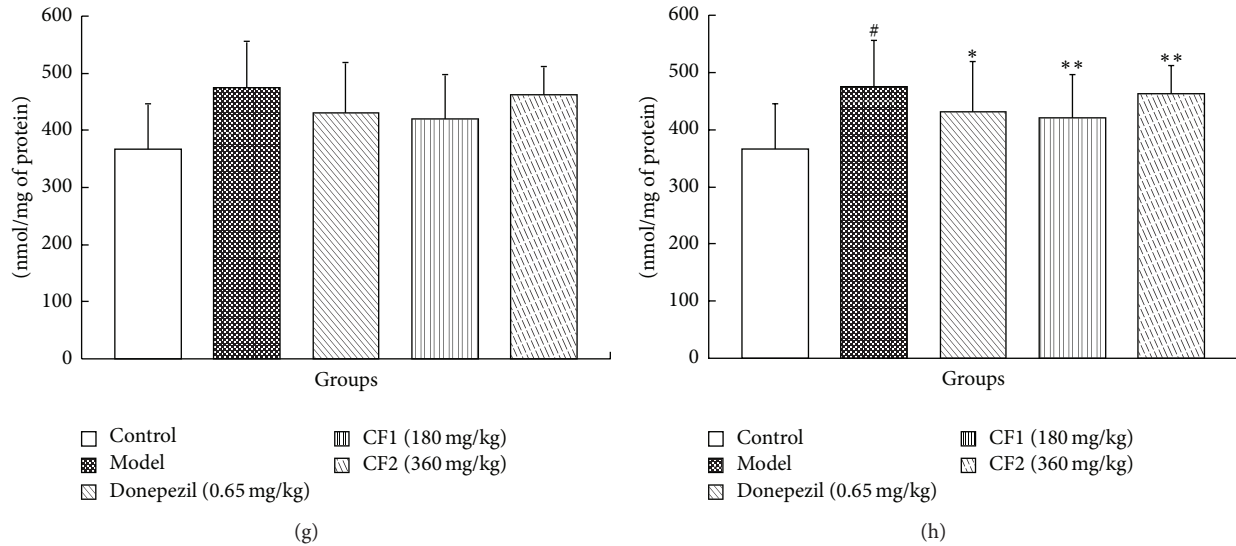 600
500
400
300
200
100
0
(nmol/mg of protein)
Groups
Control
Model
Donepezil (0.65 mg/kg)
CF1 (180 mg/kg)
CF2 (360 mg/kg)
(g)
600
500
400
300
200
100
0
(nmol/mg of protein)
#
*
**
**
Groups
Control
Model
Donepezil (0.65 mg/kg)
CF1 (180 mg/kg)
CF2 (360 mg/kg)
(h)